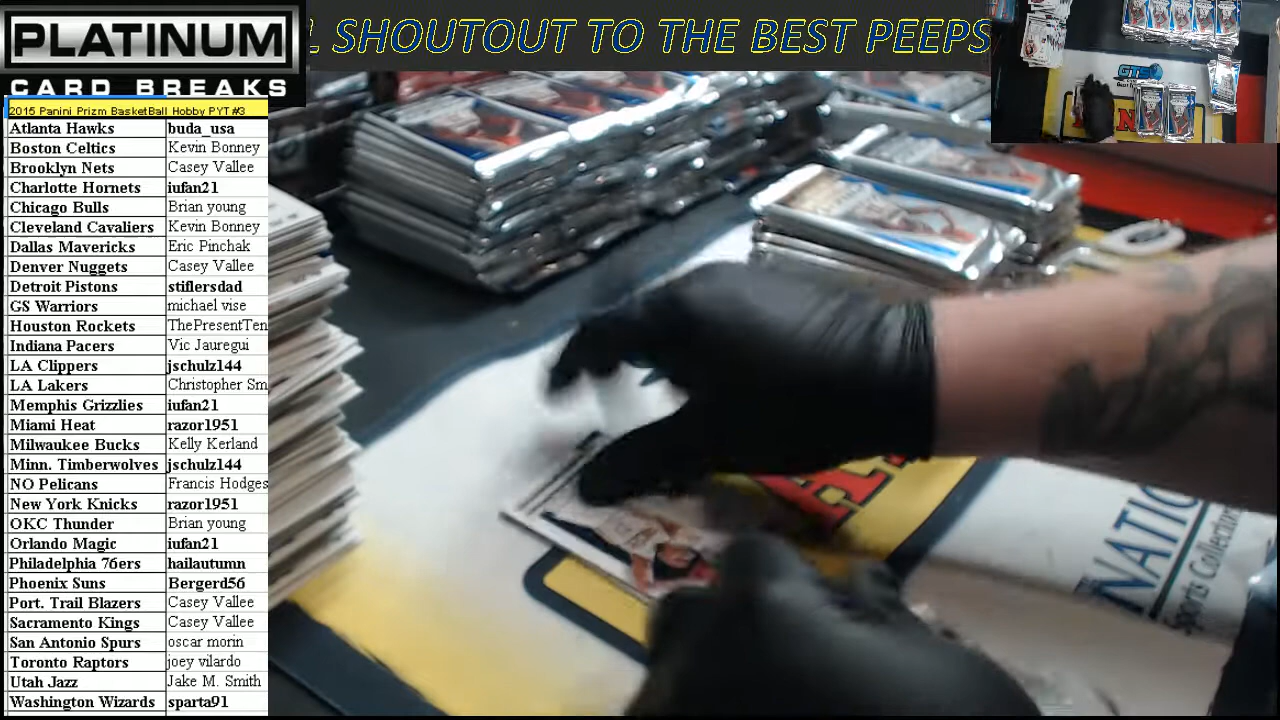 PLATINUM
CARD BREAKS
L SHOUTOUT TO THE BEST PEEPS
2015 Panini Prizm BasketBall Hobby PYT #3
Atlanta Hawks buda_usa
Boston Celtics Kevin Bonney
Brooklyn Nets Casey Vallee
Charlotte Hornets iufan21
Chicago Bulls Brian young
Cleveland Cavaliers Kevin Bonney
Dallas Mavericks Eric Pinchak
Denver Nuggets Casey Vallee
Detroit Pistons stiflersdad
GS Warriors michael vise
Houston Rockets ThePresentTen
Indiana Pacers Vic Jauregui
LA Clippers jschulz144
LA Lakers Christopher Sm
Memphis Grizzlies iufan21
Miami Heat razor1951
Milwaukee Bucks Kelly Kerland
Minn. Timberwolves jschulz144
NO Pelicans Francis Hodges
New York Knicks razor1951
OKC Thunder Brian young
Orlando Magic iufan21
Philadelphia 76ers hailautumn
Phoenix Suns Bergerd56
Port. Trail Blazers Casey Vallee
Sacramento Kings Casey Vallee
San Antonio Spurs oscar morin
Toronto Raptors joey vilardo
Utah Jazz Jake M. Smith
Washington Wizards sparta91
GTS
NATIO
Sports Collectors